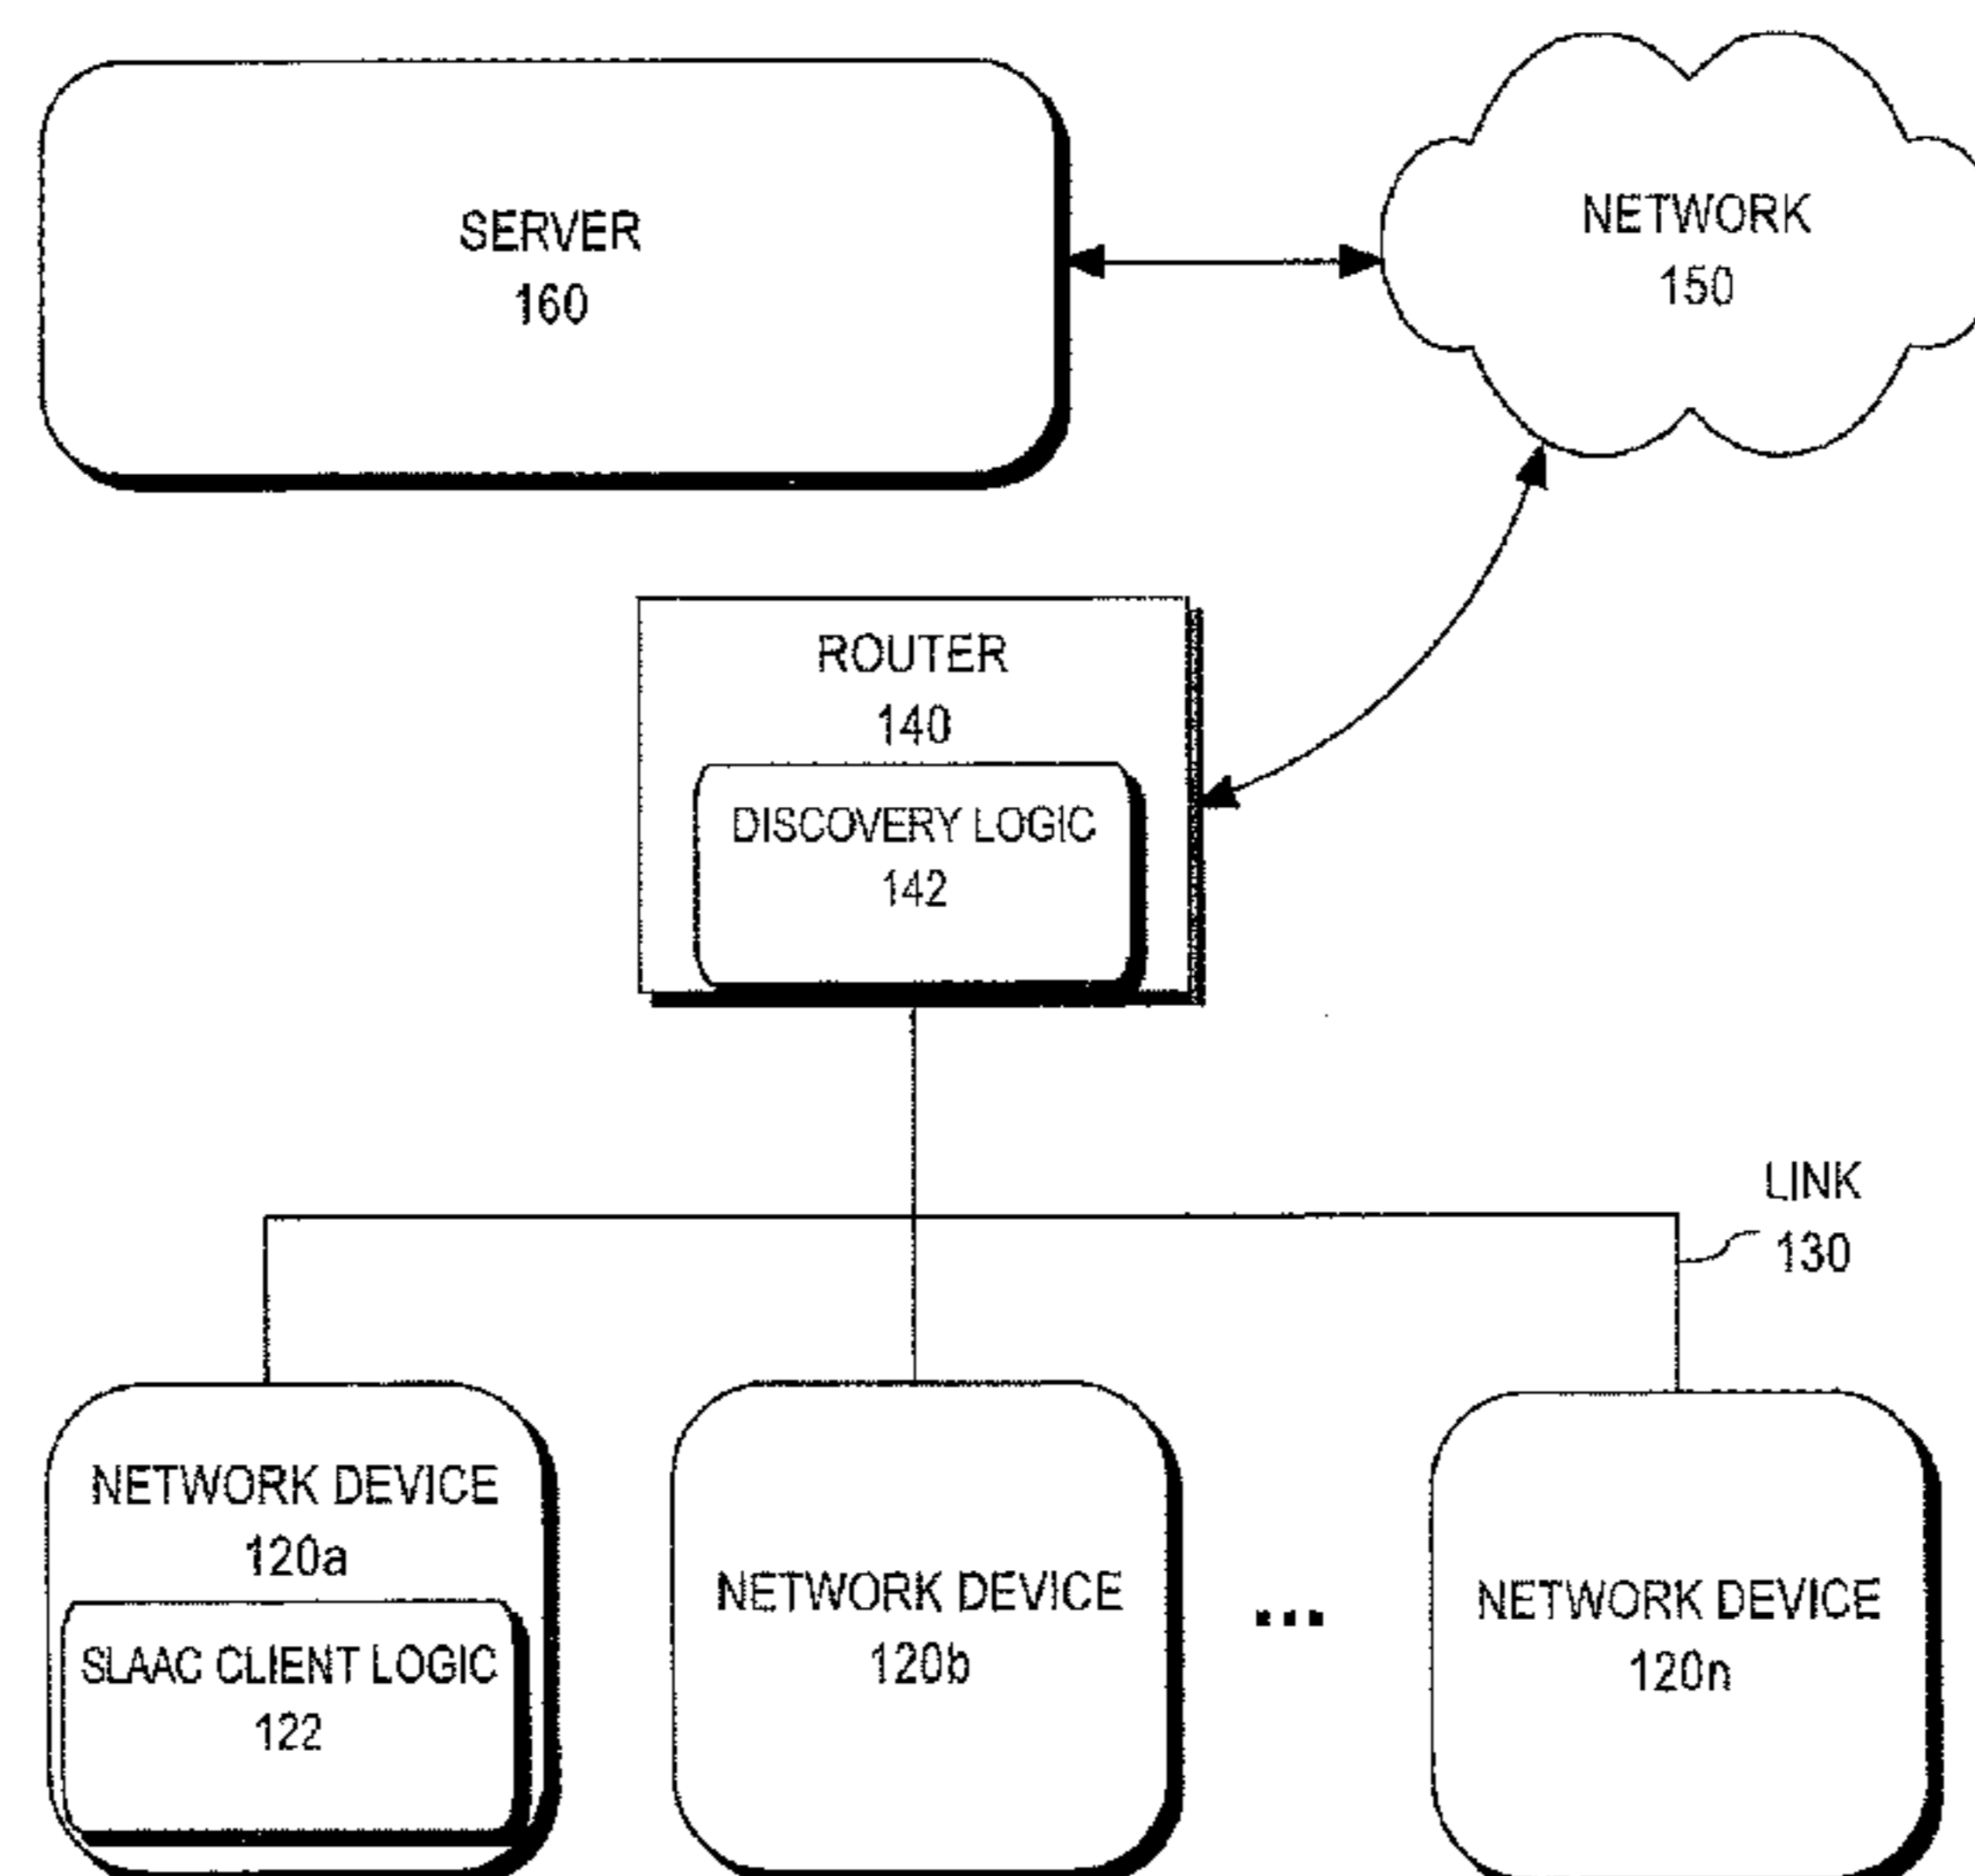 SERVER
160
NETWORK
150
ROUTER
140
DISCOVERY LOGIC
142
LINK
130
NETWORK DEVICE
120a
SLAAC CLIENT LOGIC
122
NETWORK DEVICE
120b
...
NETWORK DEVICE
120n